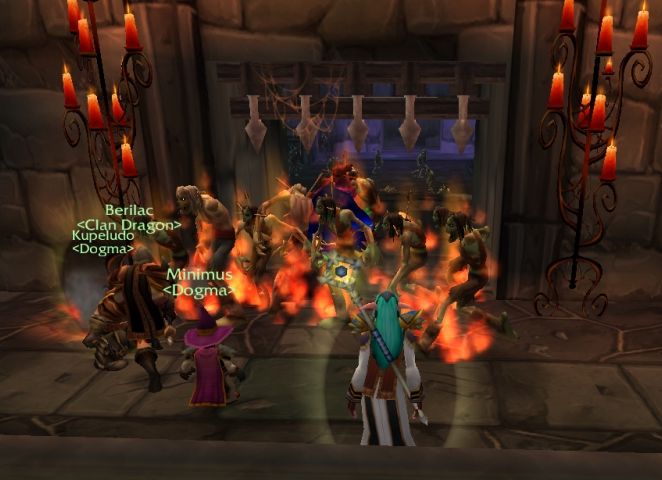 Berilac
<Clan Dragon>
Kupeludo
<Dogma>
Minimus
<Dogma>